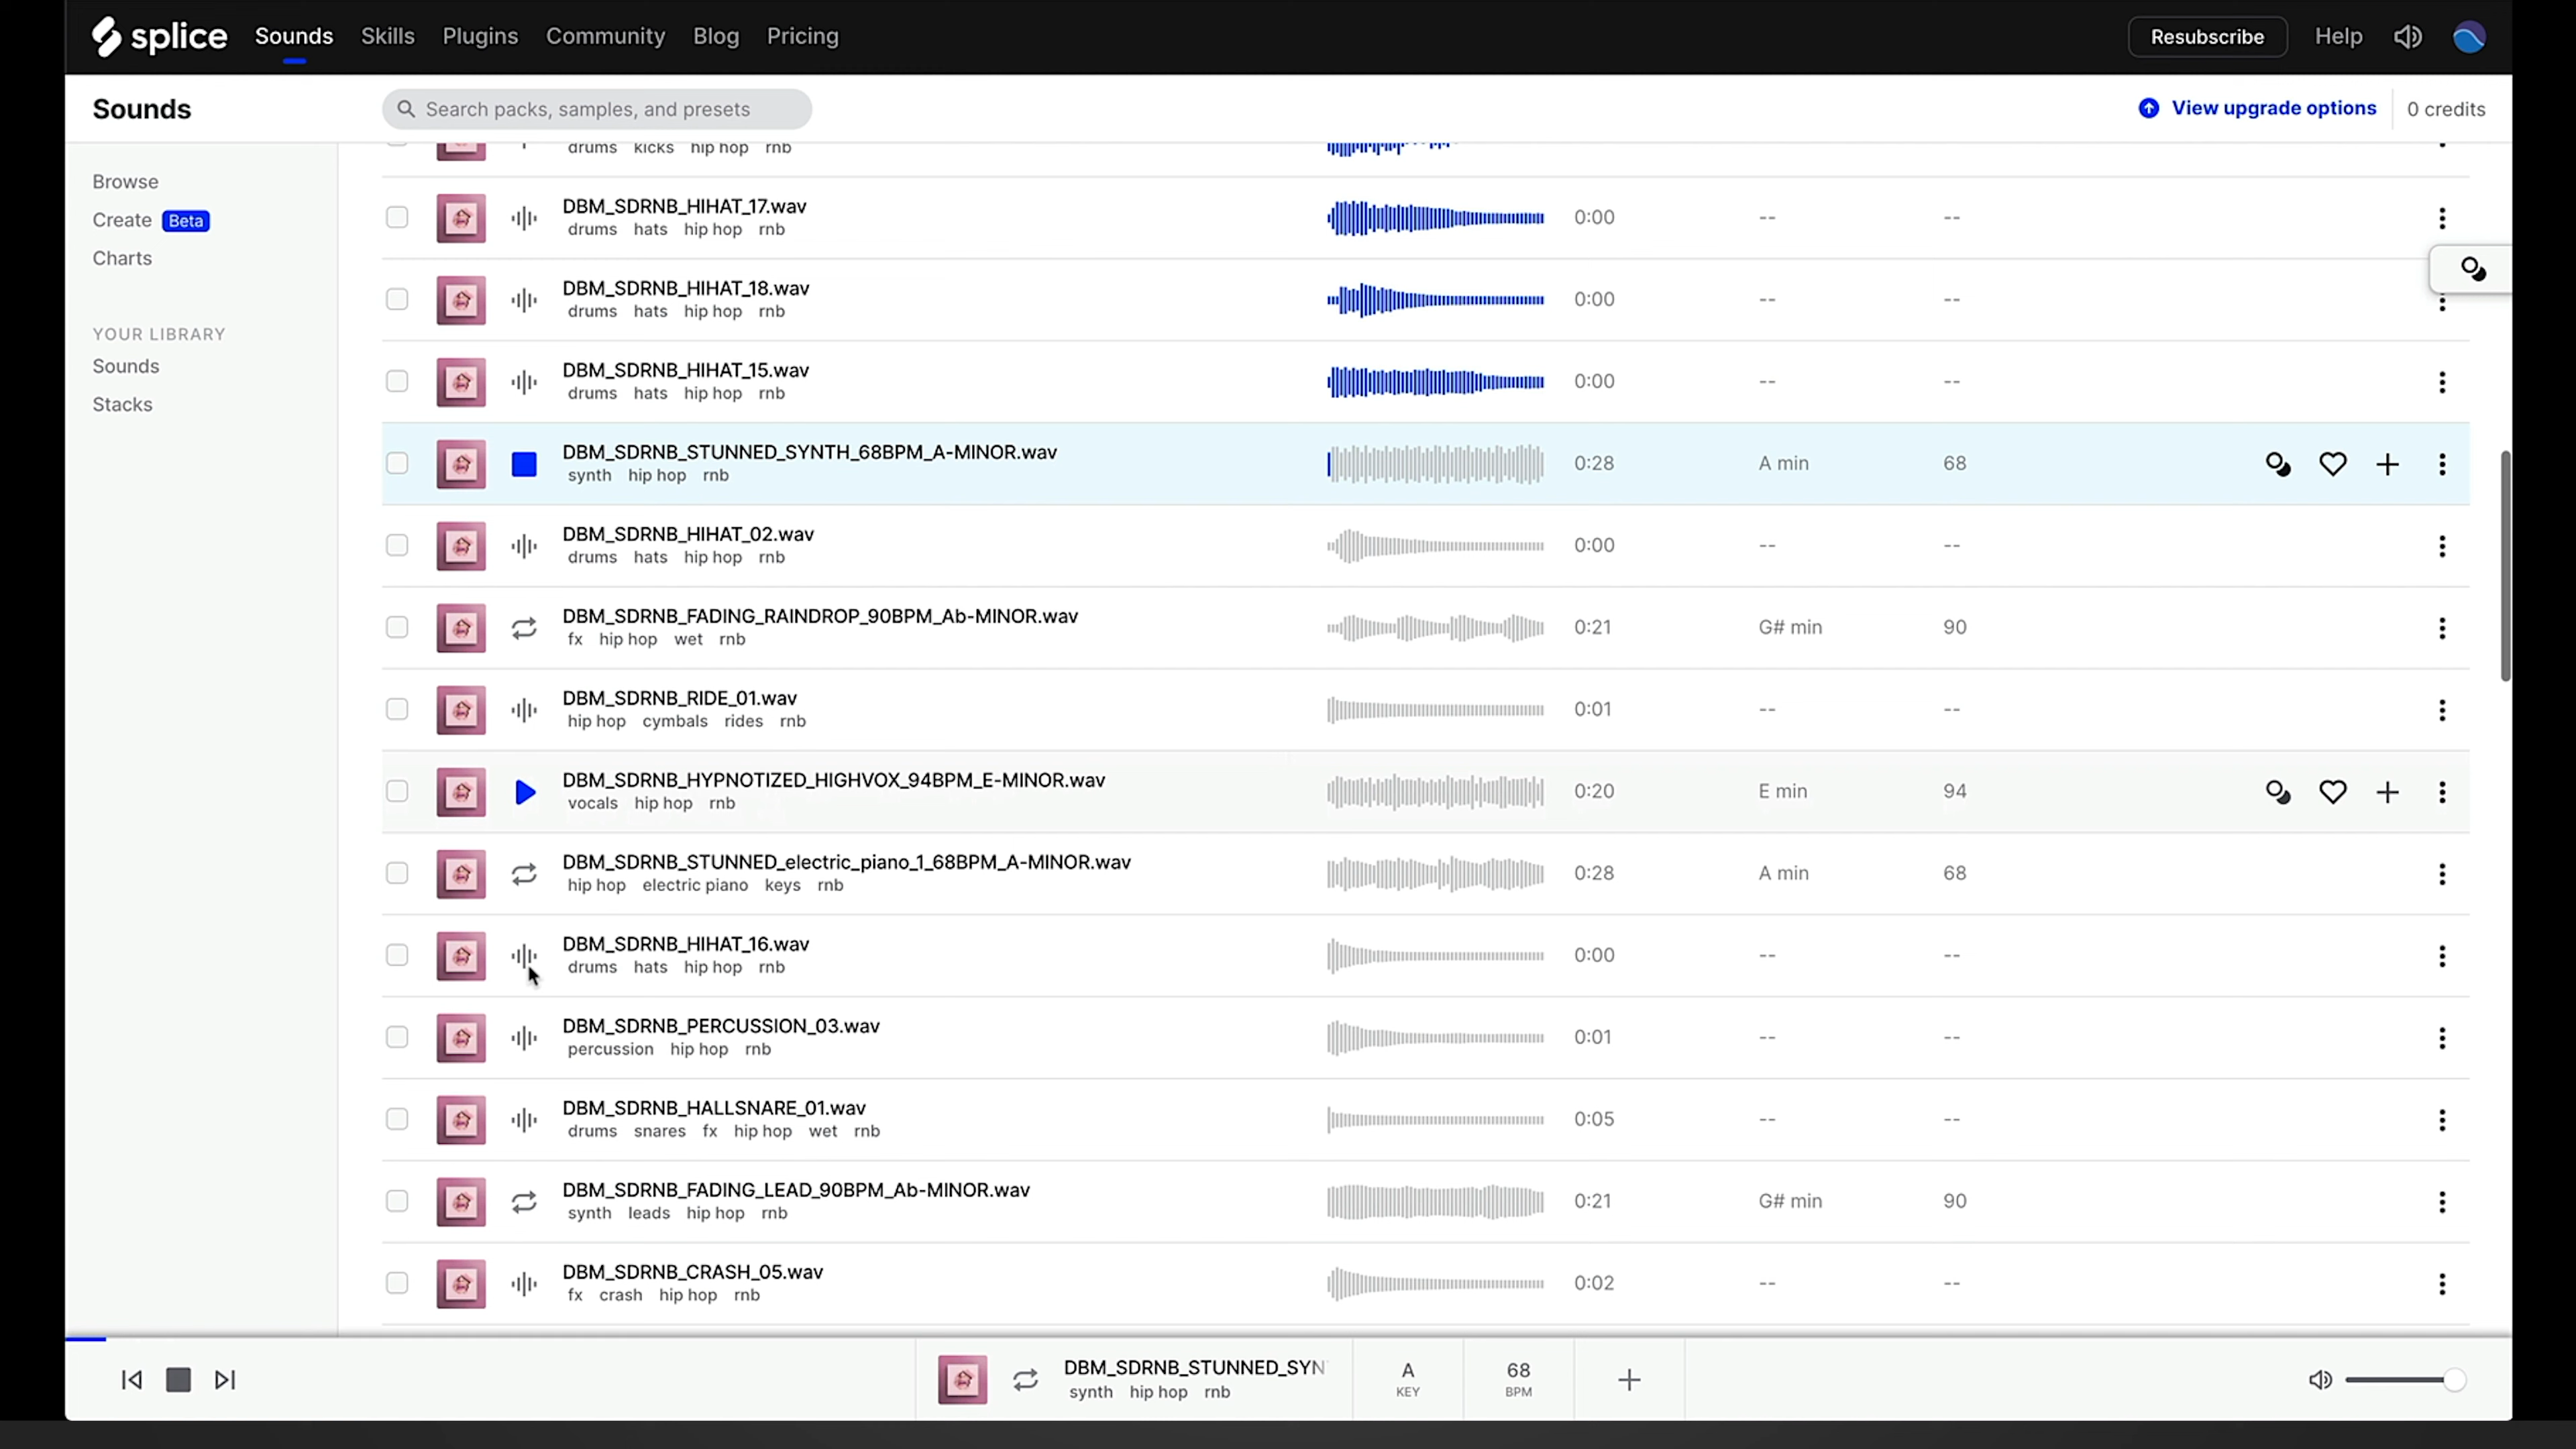 splice Sounds Skills Plugins Community Blog Pricing Resubscribe Help
Sounds Search packs, samples, and presets View upgrade options 0 credits
Browse
Create Beta
Charts
YOUR LIBRARY
Sounds
Stacks
drums kicks hip hop rnb
DBM_SDRNB_HIHAT_17.wav
drums hats hip hop rnb
0:00 -- --
DBM_SDRNB_HIHAT_18.wav
drums hats hip hop rnb
0:00 -- --
DBM_SDRNB_HIHAT_15.wav
drums hats hip hop rnb
0:00 -- --
DBM_SDRNB_STUNNED_SYNTH_68BPM_A-MINOR.wav
synth hip hop rnb
0:28 A min 68
DBM_SDRNB_HIHAT_02.wav
drums hats hip hop rnb
0:00 -- --
DBM_SDRNB_FADING_RAINDROP_90BPM_Ab-MINOR.wav
fx hip hop wet rnb
0:21 G# min 90
DBM_SDRNB_RIDE_01.wav
hip hop cymbals rides rnb
0:01 -- --
DBM_SDRNB_HYPNOTIZED_HIGHVOX_94BPM_E-MINOR.wav
vocals hip hop rnb
0:20 E min 94
DBM_SDRNB_STUNNED_electric_piano_1_68BPM_A-MINOR.wav
hip hop electric piano keys rnb
0:28 A min 68
DBM_SDRNB_HIHAT_16.wav
drums hats hip hop rnb
0:00 -- --
DBM_SDRNB_PERCUSSION_03.wav
percussion hip hop rnb
0:01 -- --
DBM_SDRNB_HALLSNARE_01.wav
drums snares fx hip hop wet rnb
0:05 -- --
DBM_SDRNB_FADING_LEAD_90BPM_Ab-MINOR.wav
synth leads hip hop rnb
0:21 G# min 90
DBM_SDRNB_CRASH_05.wav
fx crash hip hop rnb
0:02 -- --
DBM_SDRNB_STUNNED_SYN
synth hip hop rnb
A
KEY
68
BPM